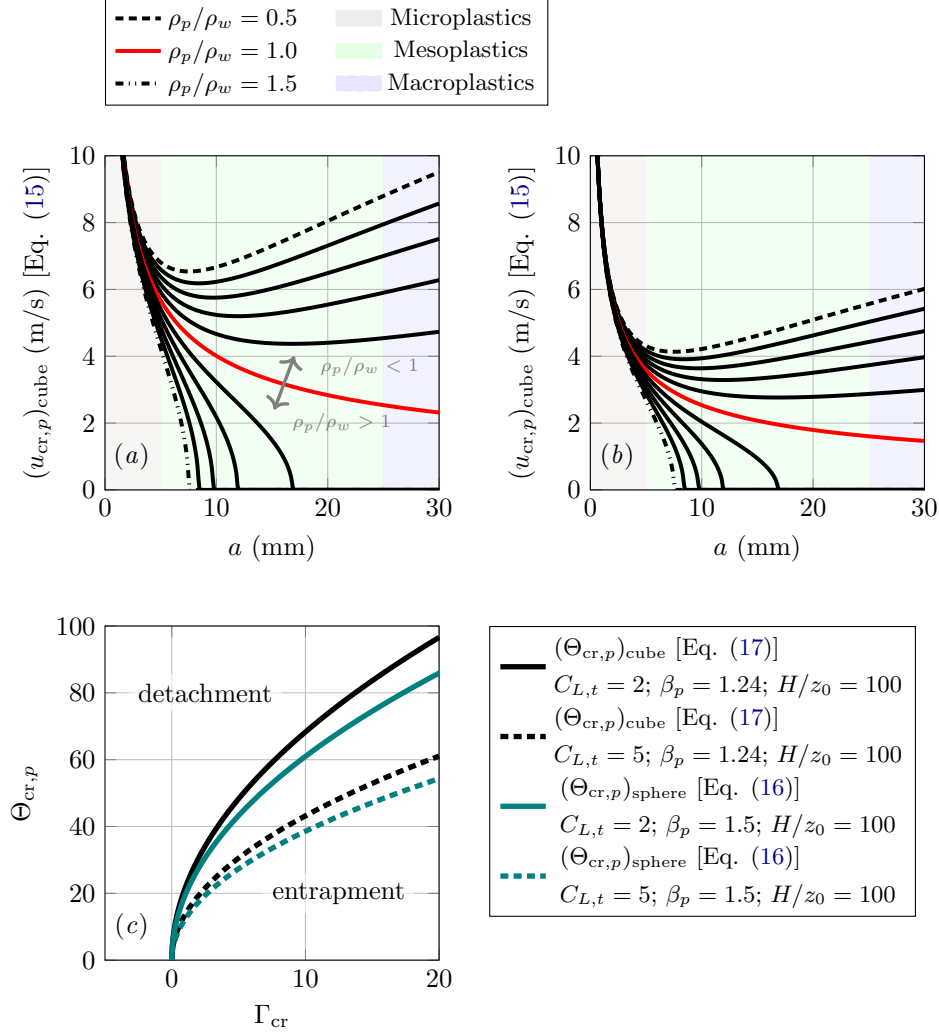 ρp/ρw = 0.5 Microplastics
ρp/ρw = 1.0 Mesoplastics
ρp/ρw = 1.5 Macroplastics
(ucr,p)cube (m/s) [Eq. (15)]
10
8
6
4
2
0
0 10 20 30
a (mm)
(a)
ρp/ρw < 1
ρp/ρw > 1
(ucr,p)cube (m/s) [Eq. (15)]
10
8
6
4
2
0
0 10 20 30
a (mm)
(b)
Θcr,p
100
80
60
40
20
0
0 10 20
Γcr
detachment
entrapment
(c)
(Θcr,p)cube [Eq. (17)]
CL,t = 2; βp = 1.24; H/z0 = 100
(Θcr,p)cube [Eq. (17)]
CL,t = 5; βp = 1.24; H/z0 = 100
(Θcr,p)sphere [Eq. (16)]
CL,t = 2; βp = 1.5; H/z0 = 100
(Θcr,p)sphere [Eq. (16)]
CL,t = 5; βp = 1.5; H/z0 = 100